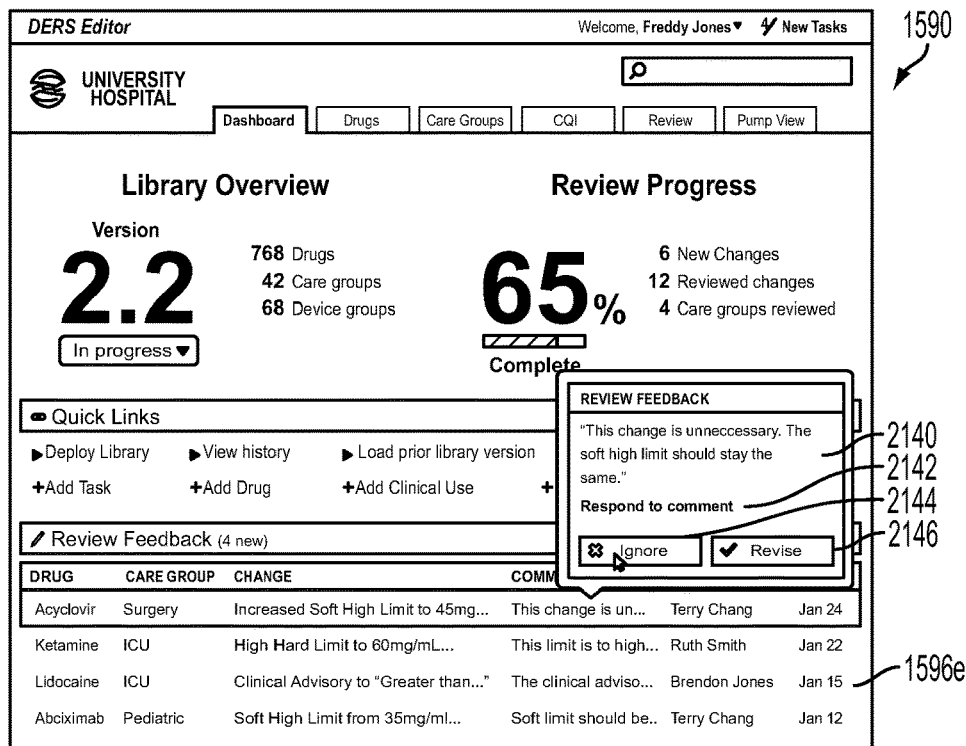 DERS Editor Welcome, Freddy Jones▼ New Tasks 1590
UNIVERSITY
HOSPITAL
Dashboard Drugs Care Groups CQI Review Pump View
Library Overview Review Progress
Version
2.2 768 Drugs 65% 6 New Changes
42 Care groups 12 Reviewed changes
68 Device groups 4 Care groups reviewed
In progress ▼ Complete
REVIEW FEEDBACK
"This change is unneccessary. The
soft high limit should stay the
same."
Respond to comment
Ignore Revise
2140
2142
2144
2146
Quick Links
▶Deploy Library ▶View history ▶Load prior library version
+Add Task +Add Drug +Add Clinical Use +
Review Feedback (4 new)
DRUG CARE GROUP CHANGE COMM
Acyclovir Surgery Increased Soft High Limit to 45mg... This change is un... Terry Chang Jan 24
Ketamine ICU High Hard Limit to 60mg/mL... This limit is to high... Ruth Smith Jan 22
Lidocaine ICU Clinical Advisory to "Greater than..." The clinical adviso... Brendon Jones Jan 15 1596e
Abciximab Pediatric Soft High Limit from 35mg/ml... Soft limit should be.. Terry Chang Jan 12